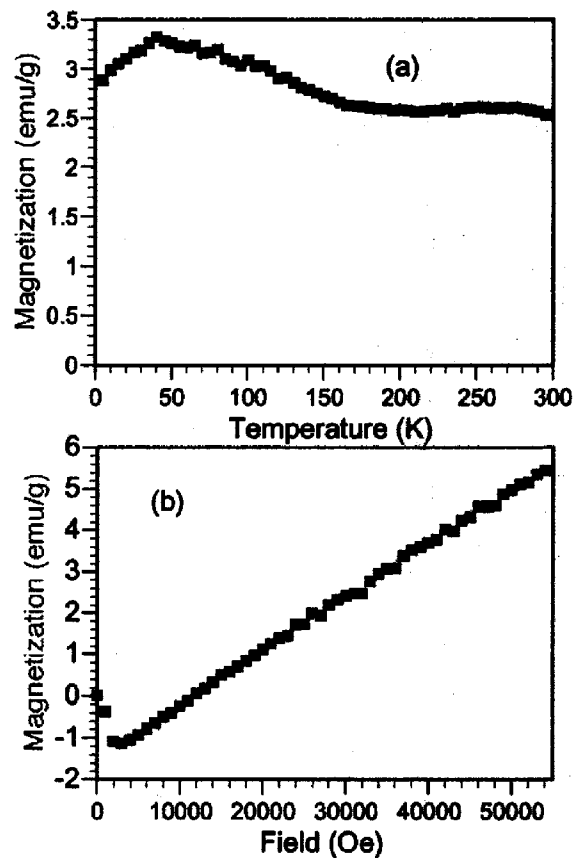 3.5
3
2.5
2
1.5
1
0.5
0
Magnetization (emu/g)
(a)
0 50 100 150 200 250 300
Temperature (K)
6
5
4
3
2
1
0
-1
-2
Magnetization (emu/g)
(b)
0 10000 20000 30000 40000 50000
Field (Oe)